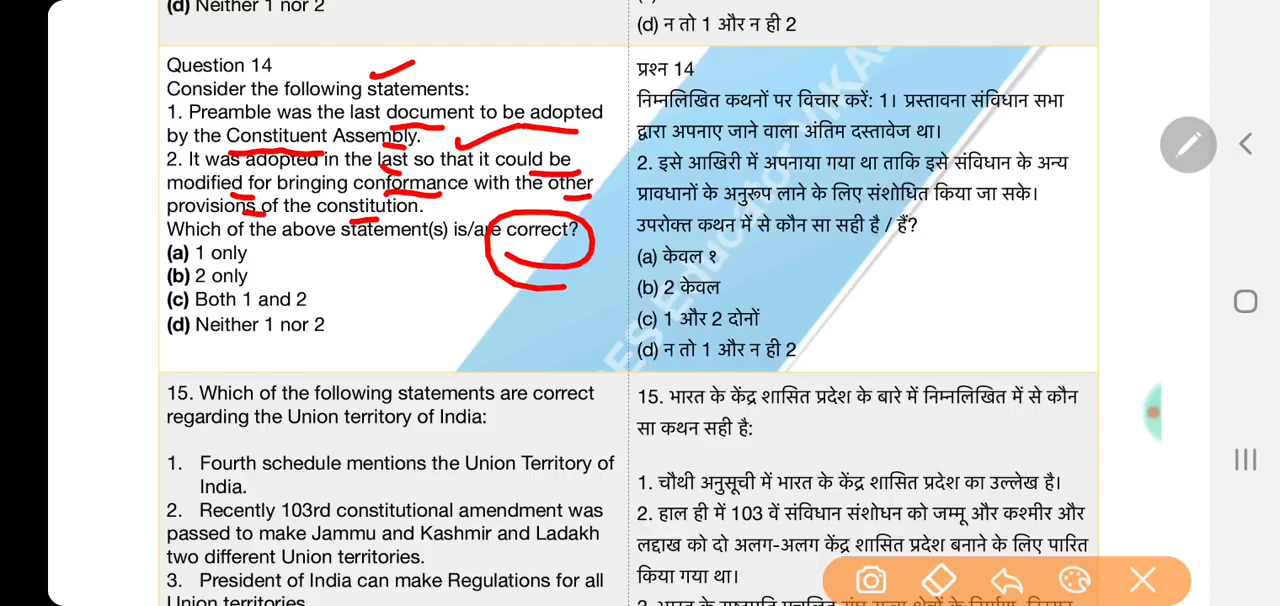 (d) Neither 1 nor 2
(d) न तो 1 और न ही 2
Question 14
Consider the following statements:
1. Preamble was the last document to be adopted
by the Constituent Assembly.
2. It was adopted in the last so that it could be
modified for bringing conformance with the other
provisions of the constitution.
Which of the above statement(s) is/are correct?
(a) 1 only
(b) 2 only
(c) Both 1 and 2
(d) Neither 1 nor 2
प्रश्न 14
निम्नलिखित कथनों पर विचार करें: 1। प्रस्तावना संविधान सभा
द्वारा अपनाए जाने वाला अंतिम दस्तावेज था।
2. इसे आखिरी में अपनाया गया था ताकि इसे संविधान के अन्य
प्रावधानों के अनुरूप लाने के लिए संशोधित किया जा सके।
उपरोक्त कथन में से कौन सा सही है / हैं?
(a) केवल १
(b) 2 केवल
(c) 1 और 2 दोनों
(d) न तो 1 और न ही 2
15. Which of the following statements are correct
regarding the Union territory of India:
1. Fourth schedule mentions the Union Territory of
India.
2. Recently 103rd constitutional amendment was
passed to make Jammu and Kashmir and Ladakh
two different Union territories.
3. President of India can make Regulations for all
Union territories
15. भारत के केंद्र शासित प्रदेश के बारे में निम्नलिखित में से कौन
सा कथन सही है:
1. चौथी अनुसूची में भारत के केंद्र शासित प्रदेश का उल्लेख है।
2. हाल ही में 103 वें संविधान संशोधन को जम्मू और कश्मीर और
लद्दाख को दो अलग-अलग केंद्र शासित प्रदेश बनाने के लिए पारित
किया गया था।